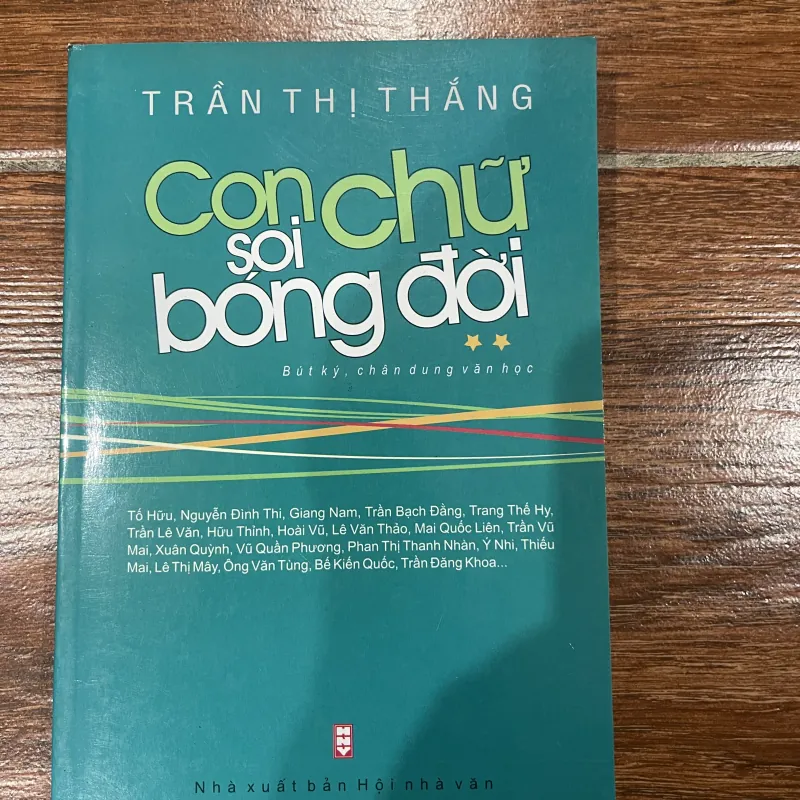 TRẦN THỊ THẮNG
Con chữ
soi
bóng đời
Bút ký, chân dung văn học
Tố Hữu, Nguyễn Đình Thi, Giang Nam, Trần Bạch Đằng, Trang Thế Hy,
Trần Lê Văn, Hữu Thỉnh, Hoài Vũ, Lê Văn Thảo, Mai Quốc Liên, Trần Vũ
Mai, Xuân Quỳnh, Vũ Quần Phương, Phan Thị Thanh Nhàn, Ý Nhi, Thiếu
Mai, Lê Thị Mây, Ông Văn Tùng, Bế Kiến Quốc, Trần Đăng Khoa...
HNV
Nhà xuất bản Hội nhà văn